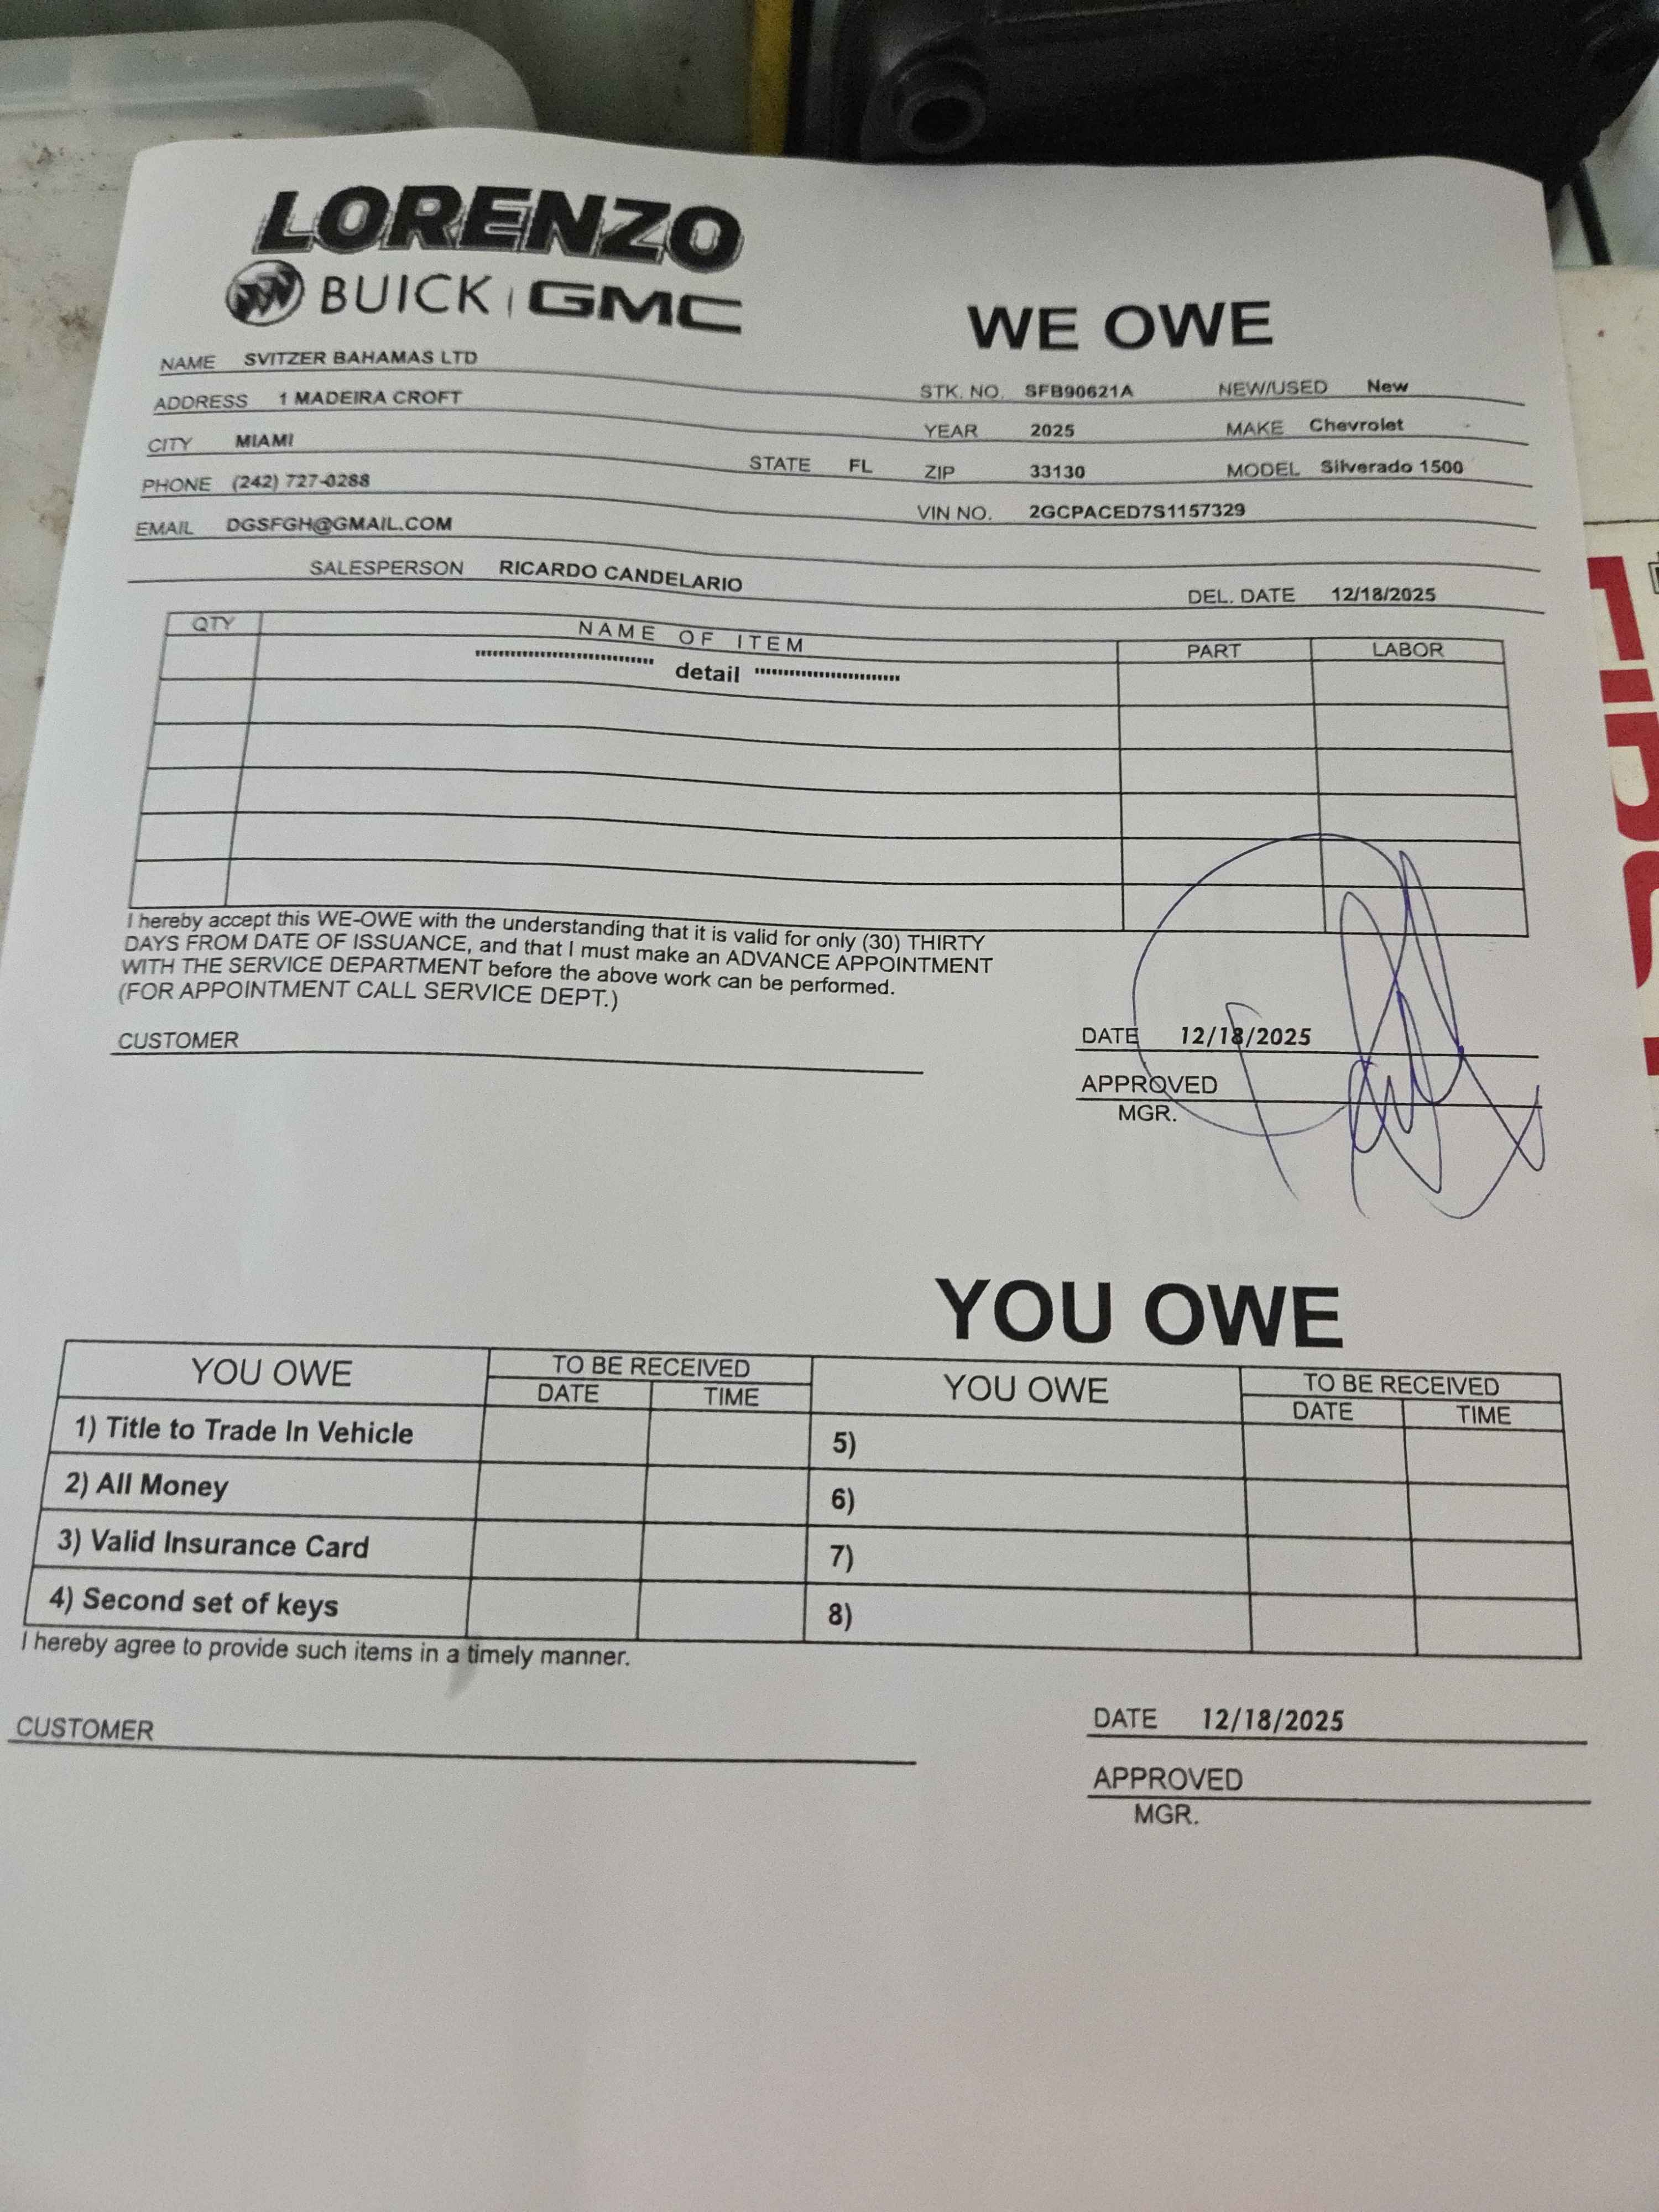 LORENZO
BUICK | GMC
WE OWE
NAME SVITZER BAHAMAS LTD
ADDRESS 1 MADEIRA CROFT
CITY MIAMI STATE FL ZIP 33130
PHONE (242) 727-0288
EMAIL DGSFGH@GMAIL.COM
STK. NO. SFB90621A NEW/USED New
YEAR 2025 MAKE Chevrolet
MODEL Silverado 1500
VIN NO. 2GCPACED7S1157329
SALESPERSON RICARDO CANDELARIO
DEL. DATE 12/18/2025
QTY NAME OF ITEM PART LABOR
detail
I hereby accept this WE-OWE with the understanding that it is valid for only (30) THIRTY
DAYS FROM DATE OF ISSUANCE, and that I must make an ADVANCE APPOINTMENT
WITH THE SERVICE DEPARTMENT before the above work can be performed.
(FOR APPOINTMENT CALL SERVICE DEPT.)
CUSTOMER
DATE 12/18/2025
APPROVED
MGR.
YOU OWE
YOU OWE TO BE RECEIVED YOU OWE TO BE RECEIVED
DATE TIME DATE TIME
1) Title to Trade In Vehicle 5)
2) All Money 6)
3) Valid Insurance Card 7)
4) Second set of keys 8)
I hereby agree to provide such items in a timely manner.
CUSTOMER
DATE 12/18/2025
APPROVED
MGR.